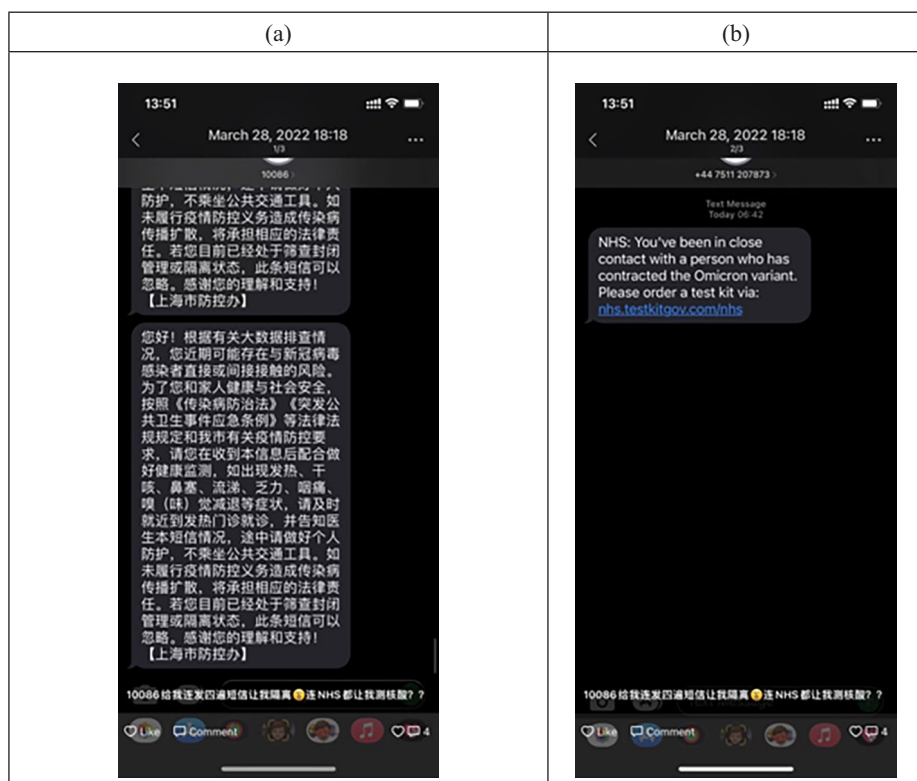 (a)
(b)
13:51
March 28, 2022 18:18
1/3
10086
防护，不乘坐公共交通工具。如
未履行疫情防控义务造成传染病
传播扩散，将承担相应的法律责
任。若您目前已经处于筛查封闭
管理或隔离状态，此条短信可以
忽略。感谢您的理解和支持！
【上海市防控办】
您好！根据有关大数据排查情
况，您近期可能存在与新冠病毒
感染者直接或间接接触的风险。
为了您和家人健康与社会安全，
按照《传染病防治法》《突发公
共卫生事件应急条例》等法律法
规规定和我市有关疫情防控要
求，请您在收到本信息后配合做
好健康监测，如出现发热、干
咳、鼻塞、流涕、乏力、咽痛、
嗅（味）觉减退等症状，请及时
就近到发热门诊就诊，并告知医
生本短信情况，途中请做好个人
防护，不乘坐公共交通工具。如
未履行疫情防控义务造成传染病
传播扩散，将承担相应的法律责
任。若您目前已经处于筛查封闭
管理或隔离状态，此条短信可以
忽略。感谢您的理解和支持！
【上海市防控办】
10086给我连发四遍短信让我隔离😮连NHS都让我测核酸？？
Like Comment 4
13:51
March 28, 2022 18:18
2/3
+44 7511 207873
Text Message
Today 06:42
NHS: You've been in close
contact with a person who has
contracted the Omicron variant.
Please order a test kit via:
nhs.testkitgov.com/nhs
10086给我连发四遍短信让我隔离😮连NHS都让我测核酸？？
Like Comment 4